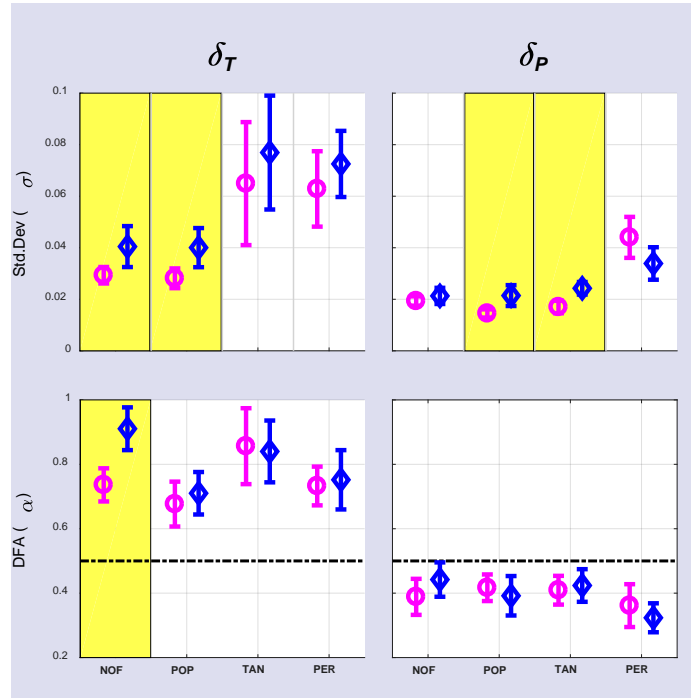 δT δP
0.1
0.08
0.06
0.04
0.02
0
Std.Dev ( σ)
1
0.8
0.6
0.4
0.2
DFA ( α)
NOF POP TAN PER NOF POP TAN PER